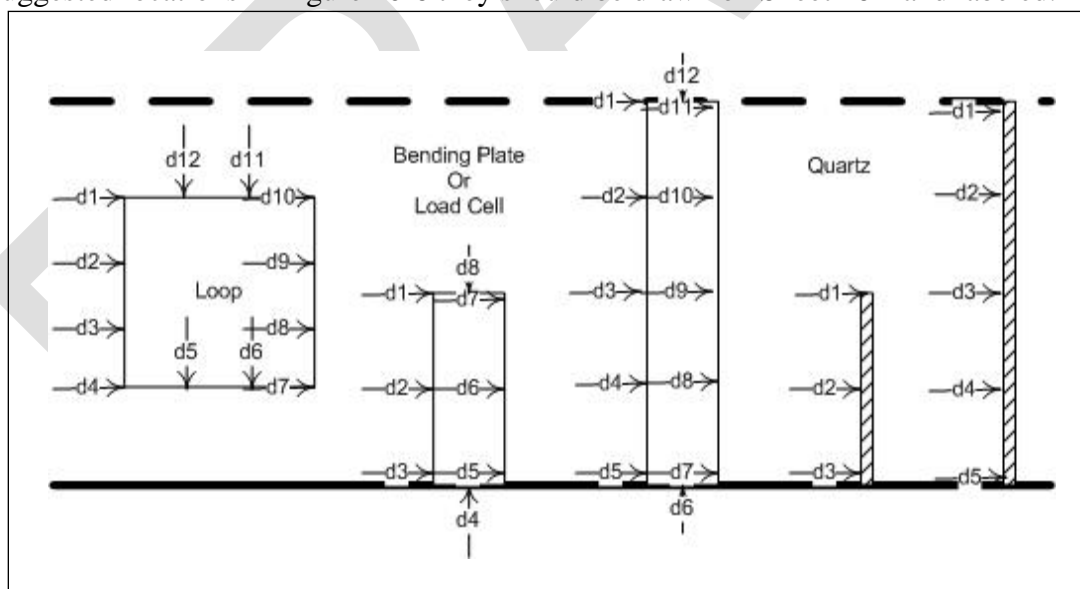 d12
d1 d11 d1
d12 d11
Bending Plate
Or
Load Cell
Quartz
d1 d10 d2 d10 d2
d2 d9
Loop
d8
d1 d7 d3 d9 d1 d3
d3 d8
d5 d6
d4 d7 d2 d6 d4 d8 d2 d4
d3 d5 d5 d7 d3 d5
d4 d6